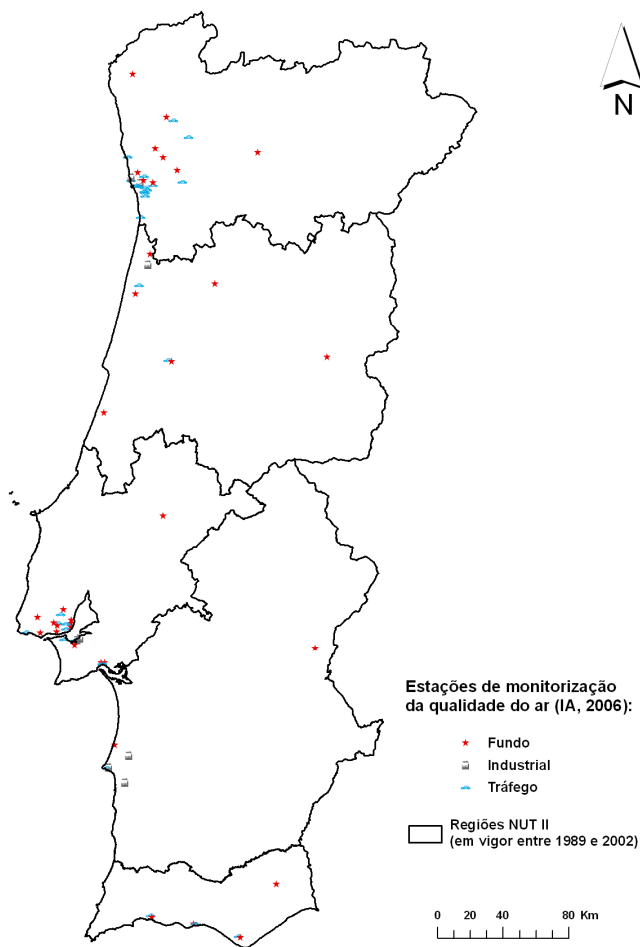 N
Estações de monitorização
da qualidade do ar (IA, 2006):
Fundo
Industrial
Tráfego
Regiões NUT II
(em vigor entre 1989 e 2002)
0 20 40 60 80 Km